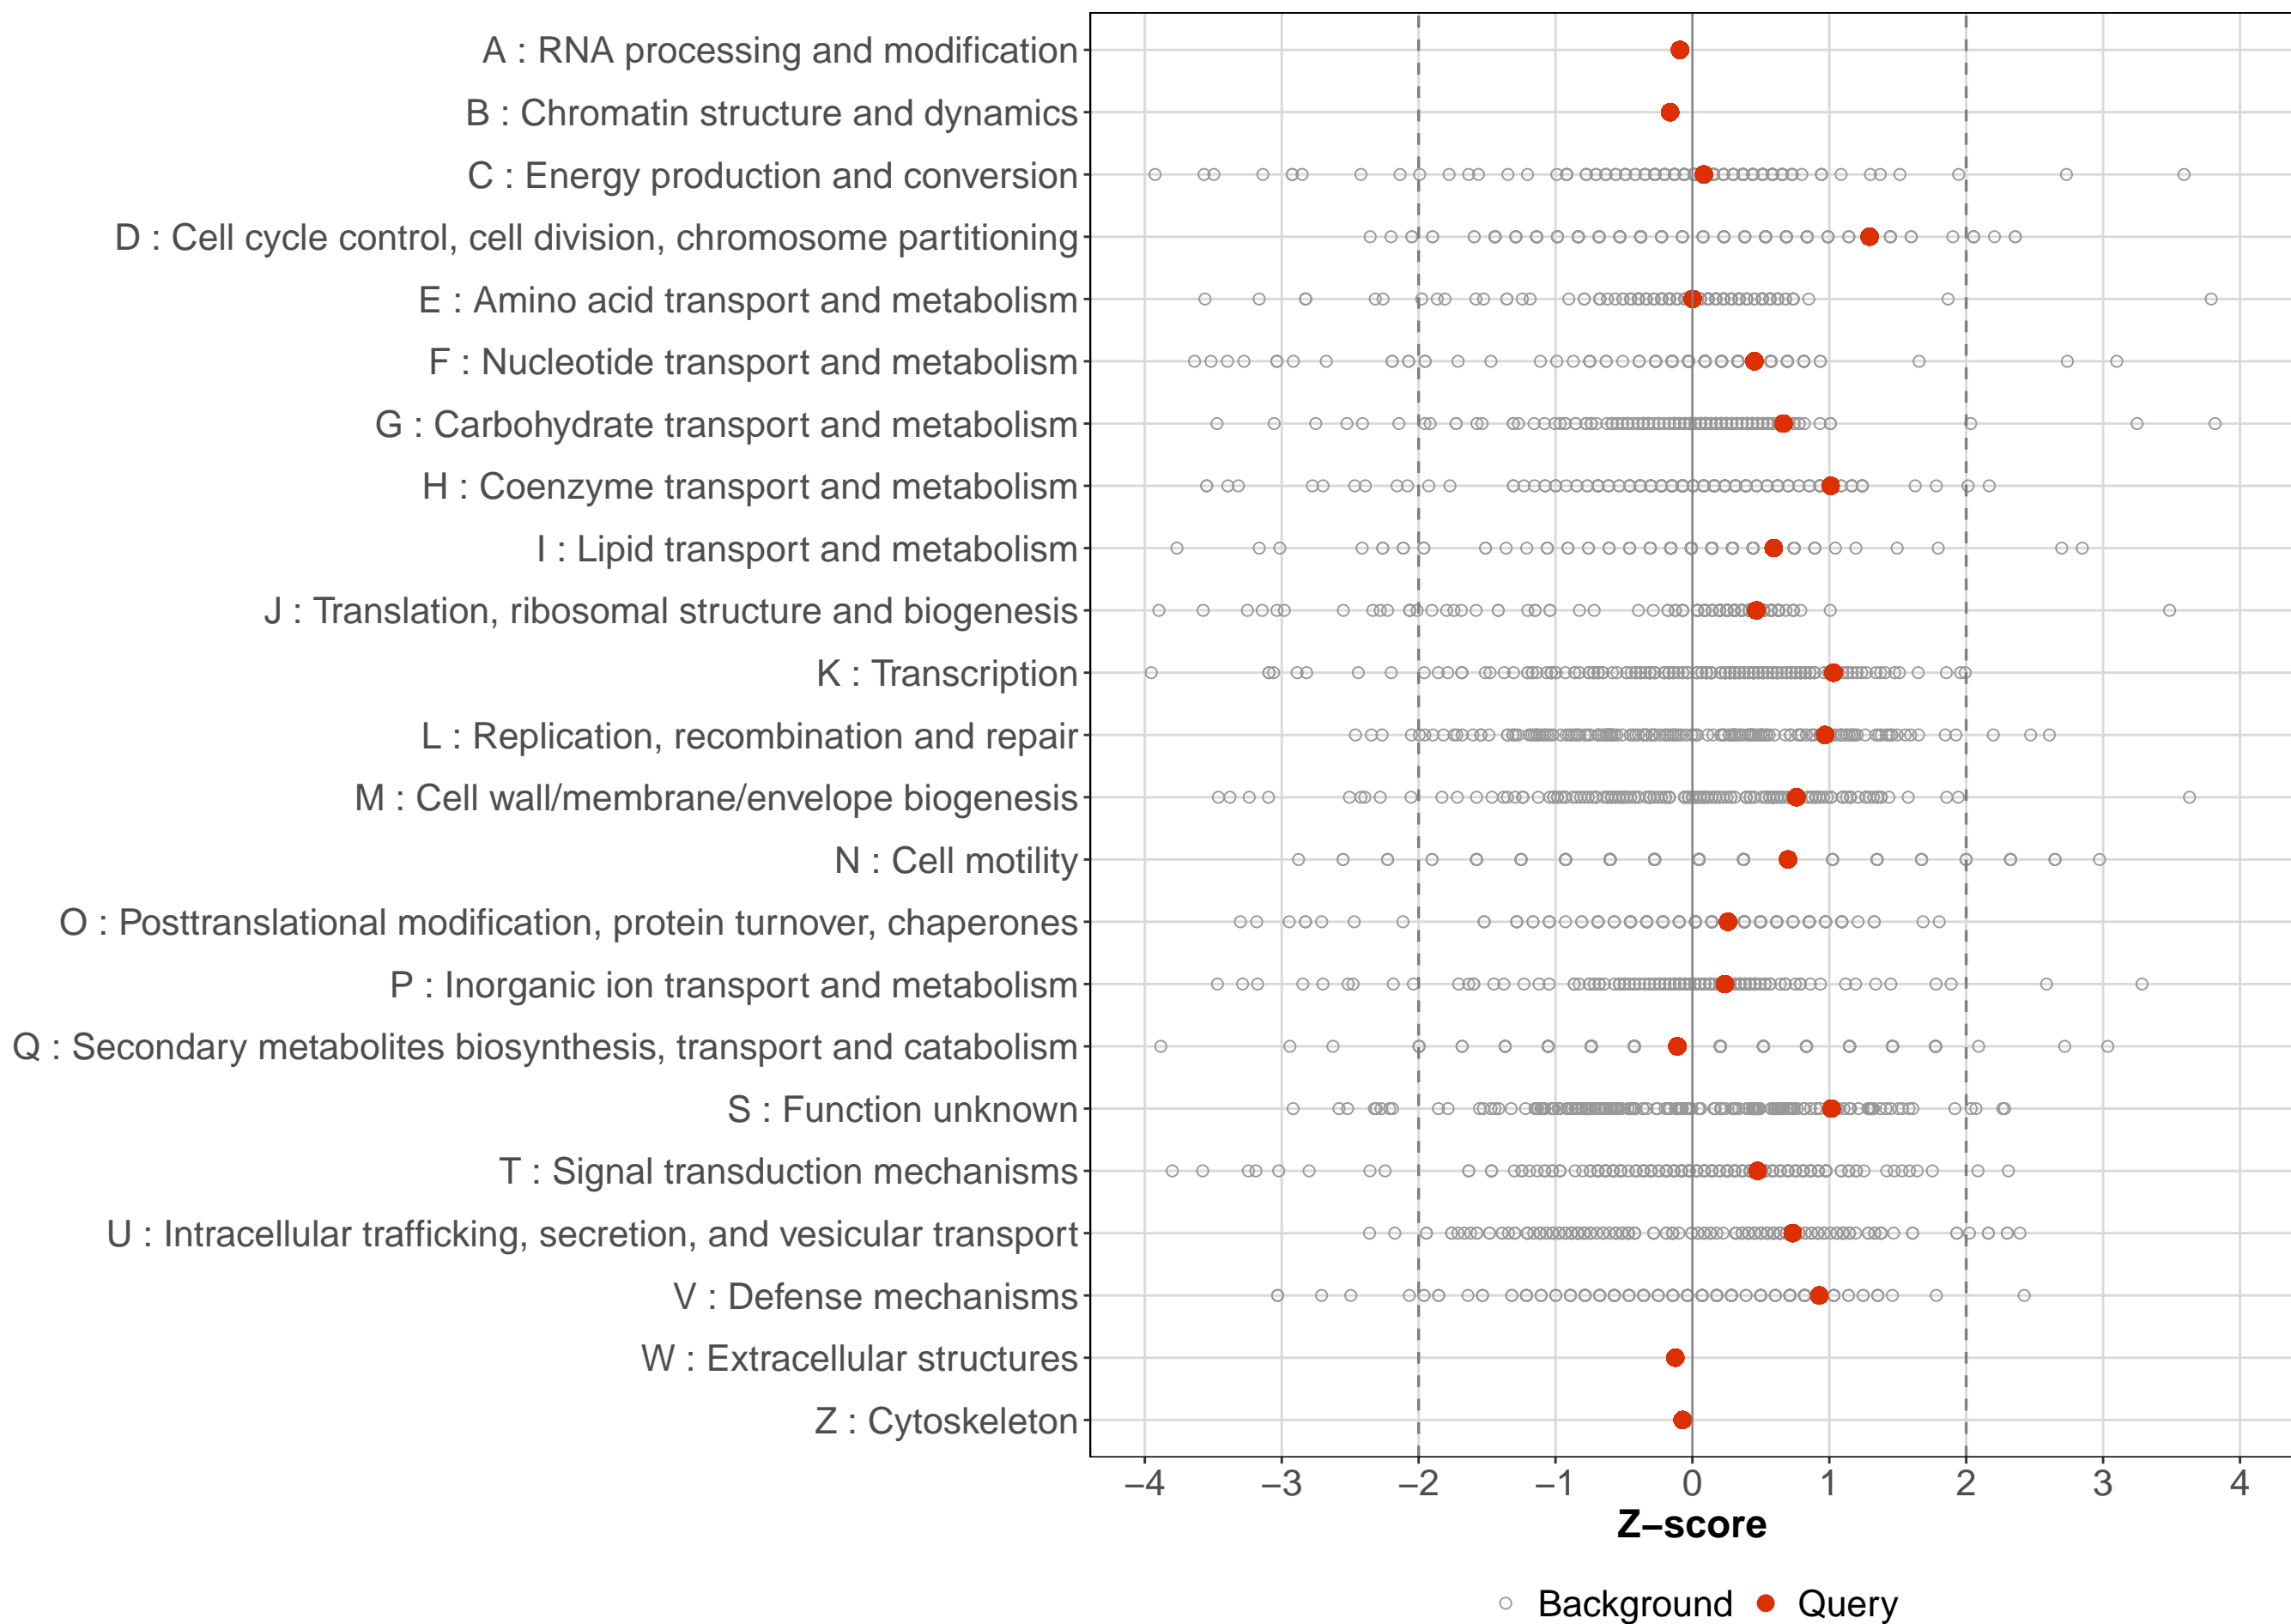 A : RNA processing and modification
B : Chromatin structure and dynamics
C : Energy production and conversion
D : Cell cycle control, cell division, chromosome partitioning
E : Amino acid transport and metabolism
F : Nucleotide transport and metabolism
G : Carbohydrate transport and metabolism
H : Coenzyme transport and metabolism
I : Lipid transport and metabolism
J : Translation, ribosomal structure and biogenesis
K : Transcription
L : Replication, recombination and repair
M : Cell wall/membrane/envelope biogenesis
N : Cell motility
O : Posttranslational modification, protein turnover, chaperones
P : Inorganic ion transport and metabolism
Q : Secondary metabolites biosynthesis, transport and catabolism
S : Function unknown
T : Signal transduction mechanisms
U : Intracellular trafficking, secretion, and vesicular transport
V : Defense mechanisms
W : Extracellular structures
Z : Cytoskeleton
−4 −3 −2 −1 0 1 2 3 4
Z−score
Background Query